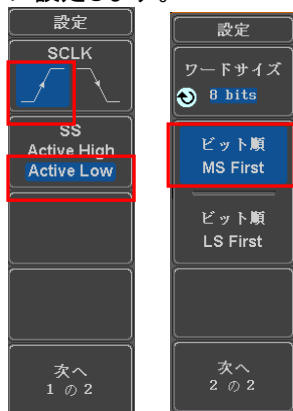 設定
SCLK
SS
Active High
Active Low
次へ
1 の 2
設定
ワードサイズ
8 bits
ビット順
MS First
ビット順
LS First
次へ
2 の 2